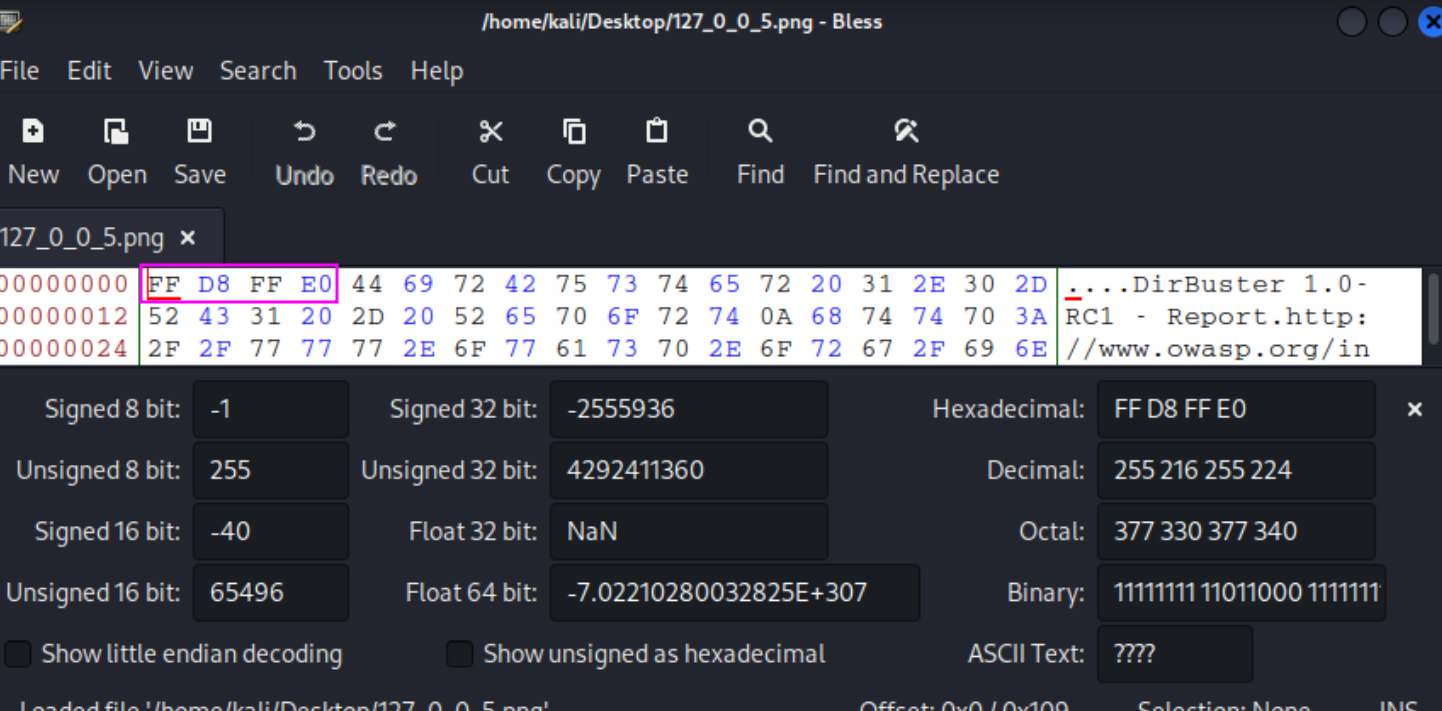 /home/kali/Desktop/127_0_0_5.png - Bless
File Edit View Search Tools Help
New Open Save Undo Redo Cut Copy Paste Find Find and Replace
127_0_0_5.png ×
00000000 FF D8 FF E0 44 69 72 42 75 73 74 65 72 20 31 2E 30 2D ....DirBuster 1.0-
00000012 52 43 31 20 2D 20 52 65 70 6F 72 74 0A 68 74 74 70 3A RC1 - Report.http:
00000024 2F 2F 77 77 77 2E 6F 77 61 73 70 2E 6F 72 67 2F 69 6E //www.owasp.org/in
Signed 8 bit: -1 Signed 32 bit: -2555936 Hexadecimal: FF D8 FF E0 ×
Unsigned 8 bit: 255 Unsigned 32 bit: 4292411360 Decimal: 255 216 255 224
Signed 16 bit: -40 Float 32 bit: NaN Octal: 377 330 377 340
Unsigned 16 bit: 65496 Float 64 bit: -7.02210280032825E+307 Binary: 11111111 11011000 1111111
Show little endian decoding Show unsigned as hexadecimal ASCII Text: ????
Loaded file '/home/kali/Desktop/127_0_0_5.png' Offset: 0x0 / 0x109 Selection: None INS